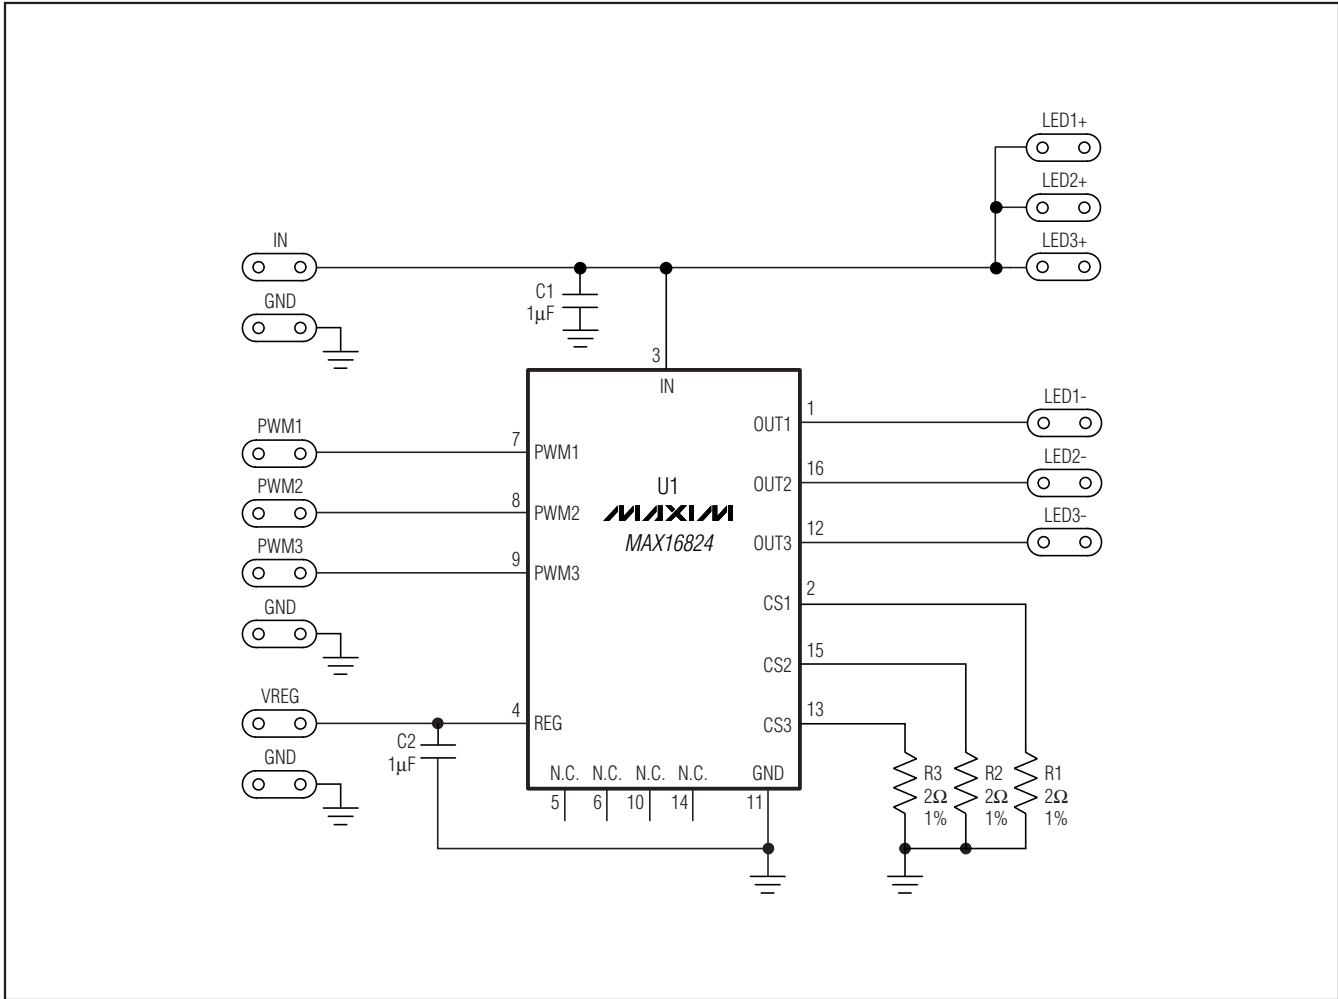 LED1+
LED2+
IN
LED3+
GND
C1
1μF
3
IN
LED1-
1
OUT1
PWM1
7
PWM1
LED2-
16
OUT2
U1
PWM2
8
PWM2
MAXIM
MAX16824
LED3-
12
OUT3
PWM3
9
PWM3
2
CS1
GND
15
CS2
VREG
4
REG
13
CS3
C2
1μF
GND
N.C.
N.C.
N.C.
N.C.
GND
5
6
10
14
11
R3
2Ω
1%
R2
2Ω
1%
R1
2Ω
1%